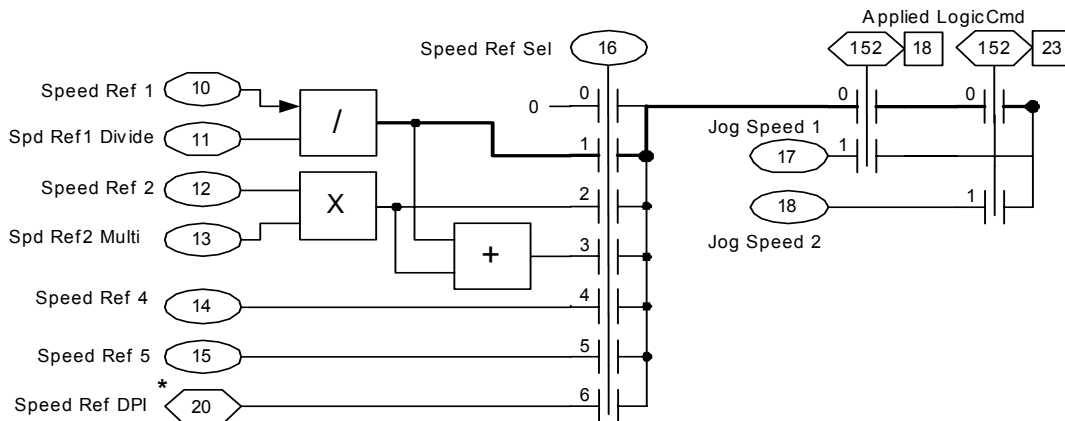 Applied LogicCmd
Speed Ref Sel 16 152 18 152 23
Speed Ref 1 10 0 0 0 0
/
Spd Ref1 Divide 11 1 Jog Speed 1
17 1
Speed Ref 2 12 X 2 18 1
Spd Ref2 Multi 13 + 3 Jog Speed 2
Speed Ref 4 14 4
Speed Ref 5 15 5
*
Speed Ref DPI 20 6